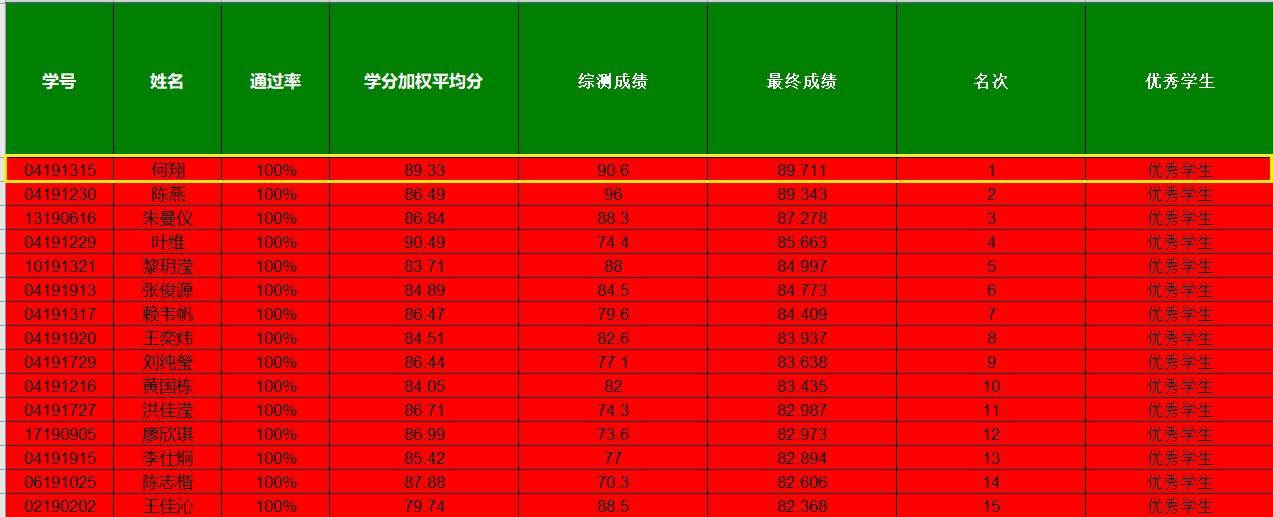 学号 姓名 通过率 学分加权平均分 综测成绩 最终成绩 名次 优秀学生
04191315 何翔 100% 89.33 90.6 89.711 1 优秀学生
04191230 陈燕 100% 86.49 96 89.343 2 优秀学生
13190616 朱曼仪 100% 86.84 88.3 87.278 3 优秀学生
04191229 叶维 100% 90.49 74.4 85.663 4 优秀学生
10191321 黎玥滢 100% 83.71 88 84.997 5 优秀学生
04191913 张俊源 100% 84.89 84.5 84.773 6 优秀学生
04191317 赖韦帆 100% 86.47 79.6 84.409 7 优秀学生
04191920 王奕炜 100% 84.51 82.6 83.937 8 优秀学生
04191729 刘纯瑩 100% 86.44 77.1 83.638 9 优秀学生
04191216 黄国栋 100% 84.05 82 83.435 10 优秀学生
04191727 洪佳滢 100% 86.71 74.3 82.987 11 优秀学生
17190905 廖欣琪 100% 86.99 73.6 82.973 12 优秀学生
04191915 李仕炯 100% 85.42 77 82.894 13 优秀学生
06191025 陈志楷 100% 87.88 70.3 82.606 14 优秀学生
02190202 王佳沁 100% 79.74 88.5 82.368 15 优秀学生